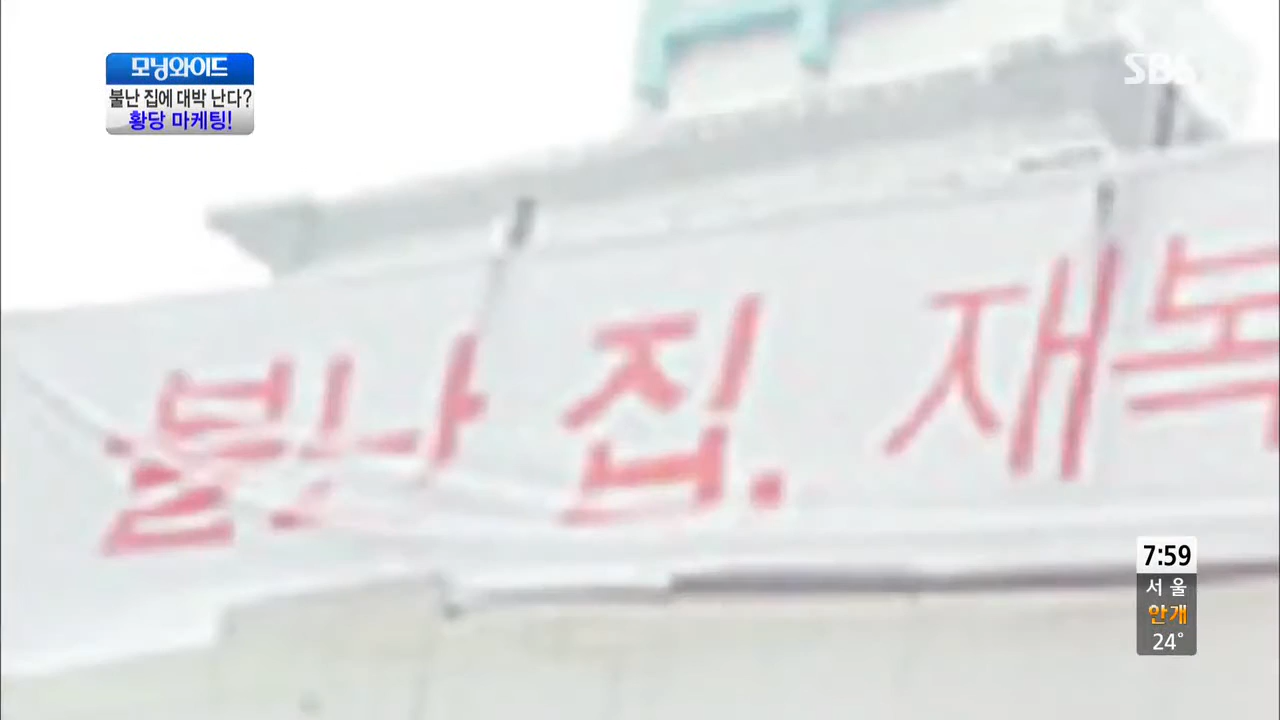 모닝와이드
불난 집에 대박 난다?
황당 마케팅!
SBS
불난 집. 재복
7:59
서울
안개
24°